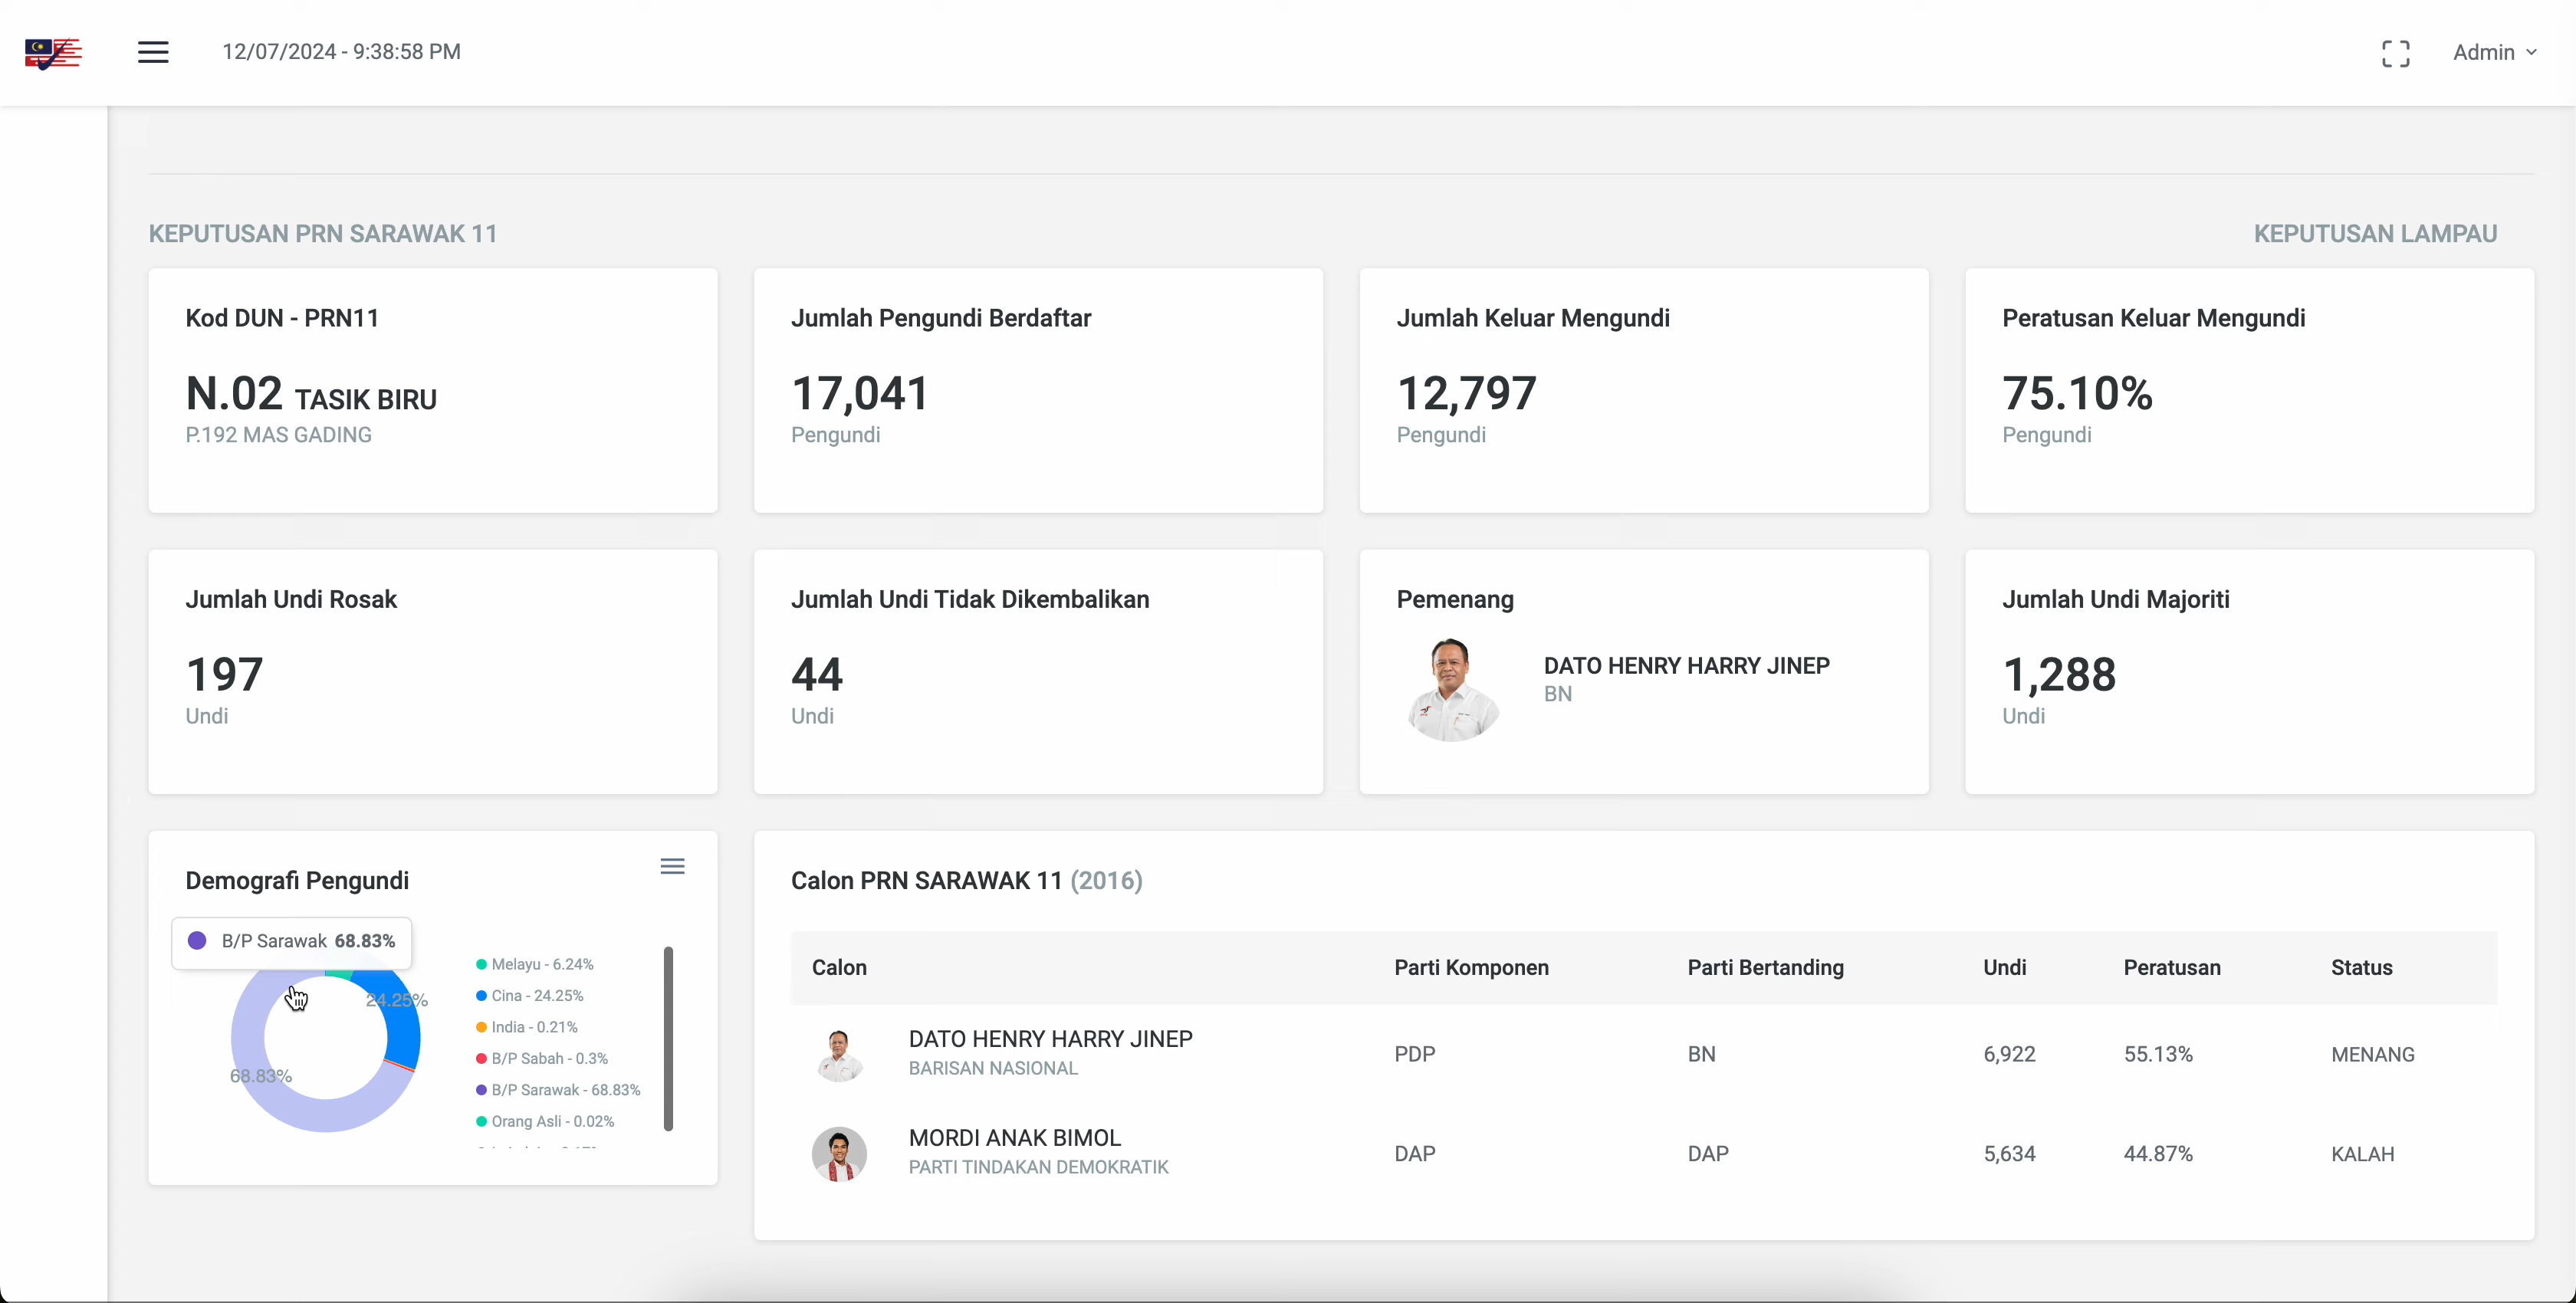 12/07/2024 - 9:38:58 PM
Admin
KEPUTUSAN PRN SARAWAK 11
KEPUTUSAN LAMPAU
Kod DUN - PRN11
N.02 TASIK BIRU
P.192 MAS GADING
Jumlah Pengundi Berdaftar
17,041
Pengundi
Jumlah Keluar Mengundi
12,797
Pengundi
Peratusan Keluar Mengundi
75.10%
Pengundi
Jumlah Undi Rosak
197
Undi
Jumlah Undi Tidak Dikembalikan
44
Undi
Pemenang
DATO HENRY HARRY JINEP
BN
Jumlah Undi Majoriti
1,288
Undi
Demografi Pengundi
B/P Sarawak 68.83%
24.25%
68.83%
Melayu - 6.24%
Cina - 24.25%
India - 0.21%
B/P Sabah - 0.3%
B/P Sarawak - 68.83%
Orang Asli - 0.02%
Calon PRN SARAWAK 11 (2016)
Calon Parti Komponen Parti Bertanding Undi Peratusan Status
DATO HENRY HARRY JINEP PDP BN 6,922 55.13% MENANG
BARISAN NASIONAL
MORDI ANAK BIMOL DAP DAP 5,634 44.87% KALAH
PARTI TINDAKAN DEMOKRATIK